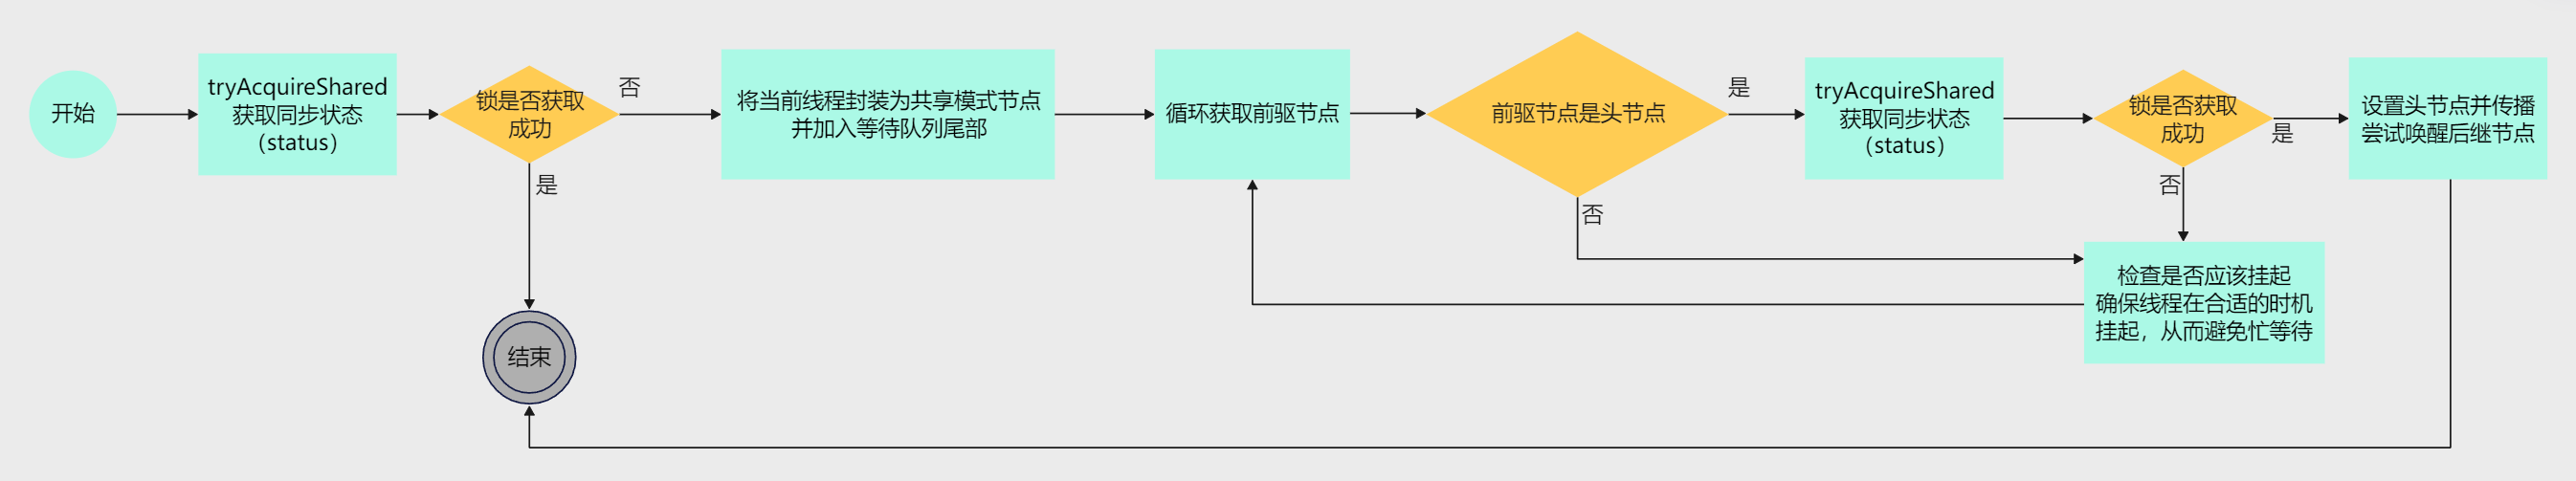 开始
tryAcquireShared
获取同步状态
（status）
锁是否获取
成功
否
是
将当前线程封装为共享模式节点
并加入等待队列尾部
循环获取前驱节点
前驱节点是头节点
是
否
tryAcquireShared
获取同步状态
（status）
锁是否获取
成功
是
否
设置头节点并传播
尝试唤醒后继节点
检查是否应该挂起
确保线程在合适的时机
挂起，从而避免忙等待
结束